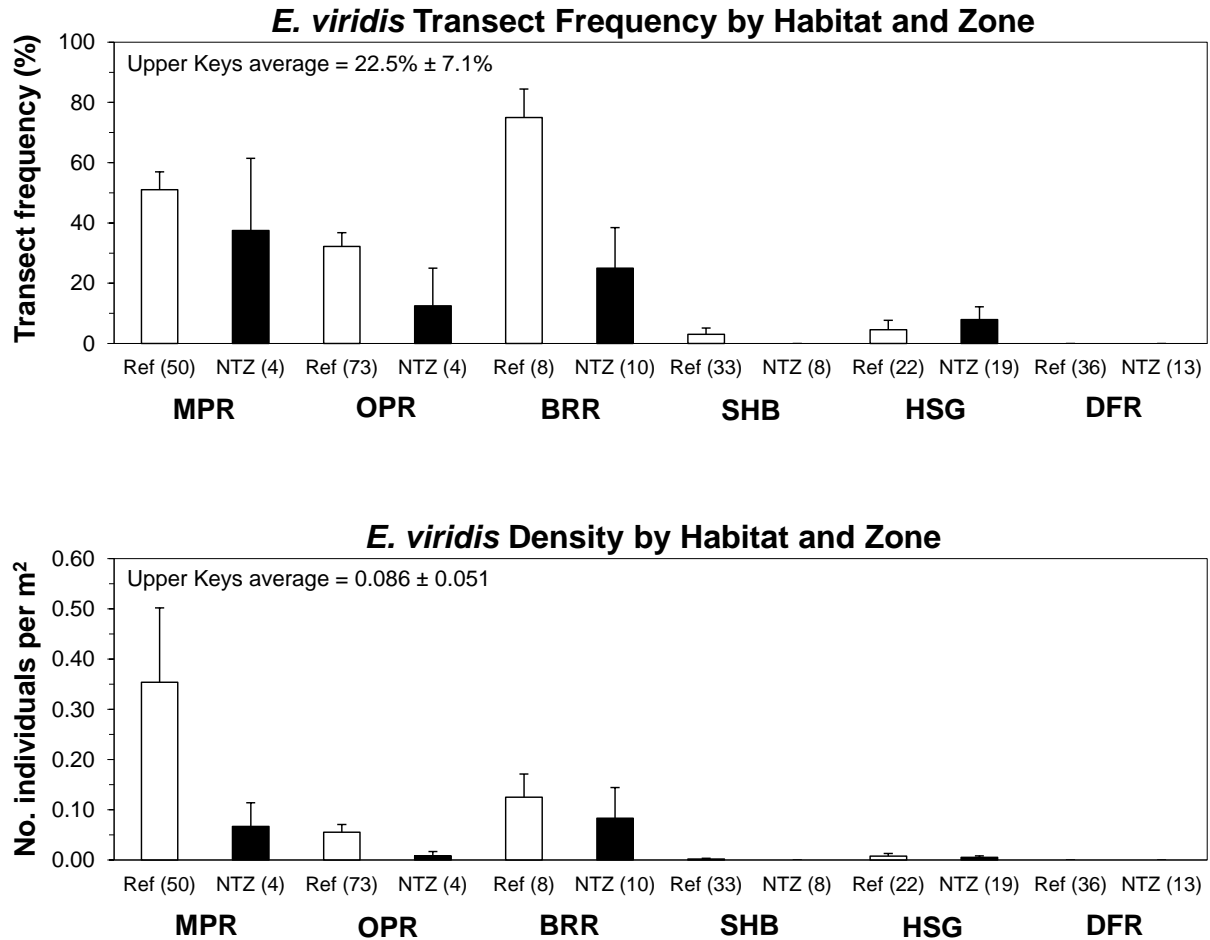 E. viridis Transect Frequency by Habitat and Zone
Transect frequency (%)
Upper Keys average = 22.5% ± 7.1%
100
80
60
40
20
0
Ref (50) NTZ (4) Ref (73) NTZ (4) Ref (8) NTZ (10) Ref (33) NTZ (8) Ref (22) NTZ (19) Ref (36) NTZ (13)
MPR OPR BRR SHB HSG DFR
E. viridis Density by Habitat and Zone
No. individuals per m²
Upper Keys average = 0.086 ± 0.051
0.60
0.50
0.40
0.30
0.20
0.10
0.00
Ref (50) NTZ (4) Ref (73) NTZ (4) Ref (8) NTZ (10) Ref (33) NTZ (8) Ref (22) NTZ (19) Ref (36) NTZ (13)
MPR OPR BRR SHB HSG DFR